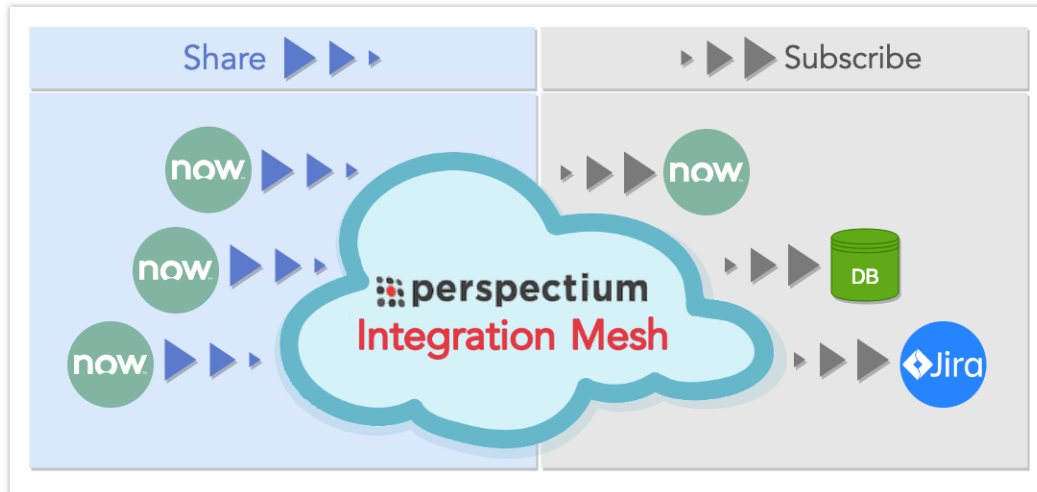 Share
Subscribe
now
now
now
DB
now
perspectium
Integration Mesh
Jira